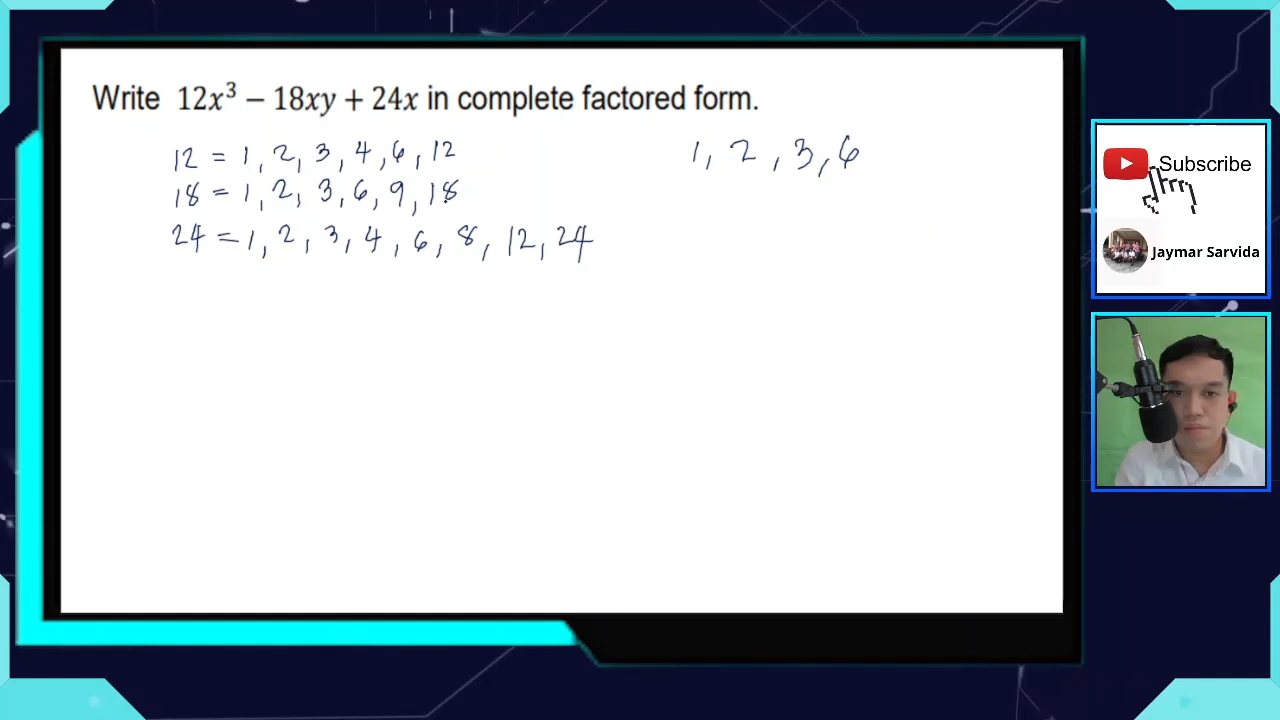 Write 12x³ − 18xy + 24x in complete factored form.
12 = 1, 2, 3, 4, 6, 12
18 = 1, 2, 3, 6, 9, 18
24 = 1, 2, 3, 4, 6, 8, 12, 24
1, 2, 3, 6
Subscribe
Jaymar Sarvida